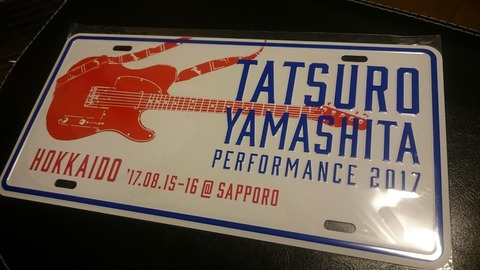 TATSURO
YAMASHITA
PERFORMANCE 2017
HOKKAIDO '17.08.15-16 @ SAPPORO